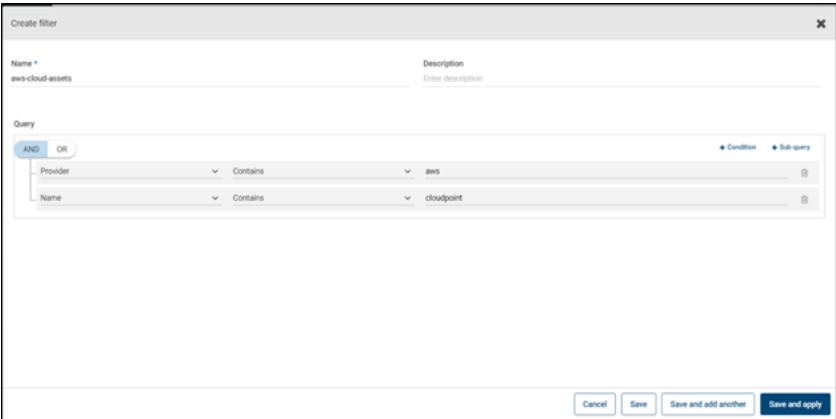 Create filter
Name *
Description
aws-cloud-assets
Enter description
Query
AND OR
+ Condition + Sub-query
Provider Contains aws
Name Contains cloudpoint
Cancel Save Save and add another Save and apply